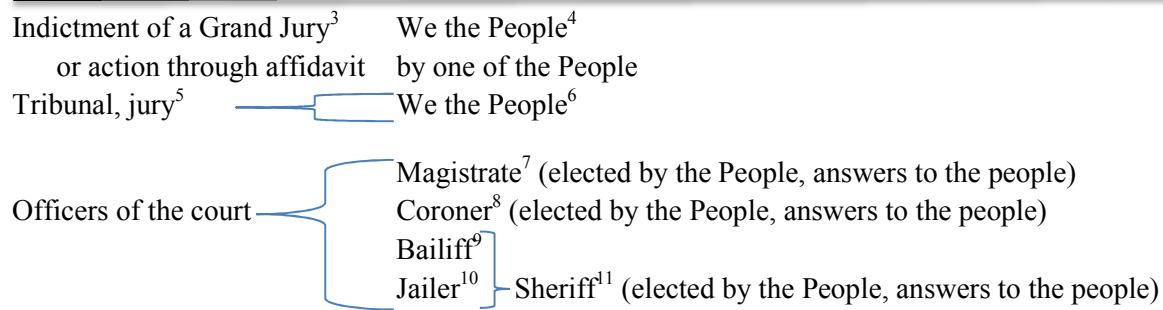 Indictment of a Grand Jury³ We the People⁴
or action through affidavit by one of the People
Tribunal, jury⁵ We the People⁶
Magistrate⁷ (elected by the People, answers to the people)
Officers of the court Coroner⁸ (elected by the People, answers to the people)
Bailiff⁹
Jailer¹⁰ Sheriff¹¹ (elected by the People, answers to the people)